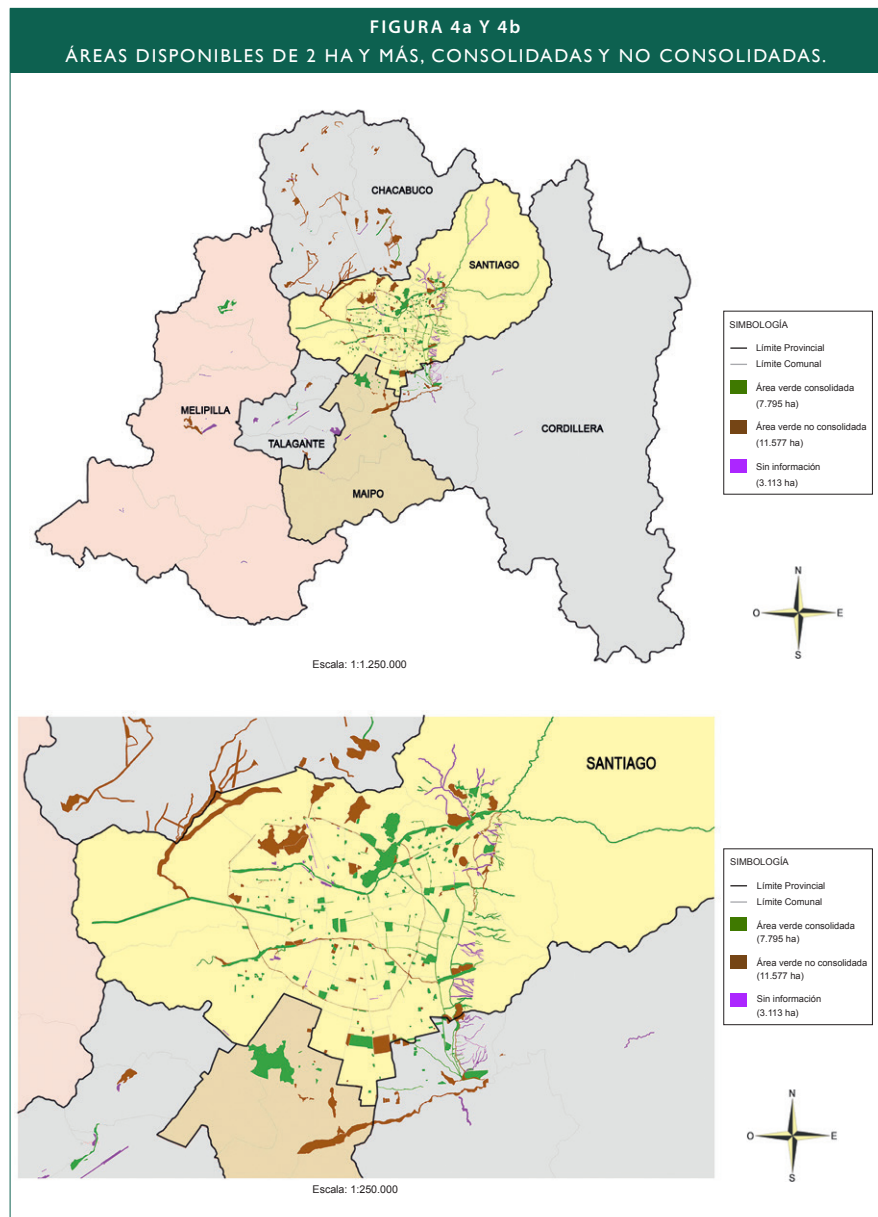 FIGURA 4a Y 4b
ÁREAS DISPONIBLES DE 2 HA Y MÁS, CONSOLIDADAS Y NO CONSOLIDADAS.
CHACABUCO
SANTIAGO
MELIPILLA
TALAGANTE
CORDILLERA
MAIPO
SIMBOLOGÍA
Límite Provincial
Límite Comunal
Área verde consolidada
(7.795 ha)
Área verde no consolidada
(11.577 ha)
Sin información
(3.113 ha)
N
O
E
S
Escala: 1:1.250.000
SANTIAGO
SIMBOLOGÍA
Límite Provincial
Límite Comunal
Área verde consolidada
(7.795 ha)
Área verde no consolidada
(11.577 ha)
Sin información
(3.113 ha)
N
O
E
S
Escala: 1:250.000